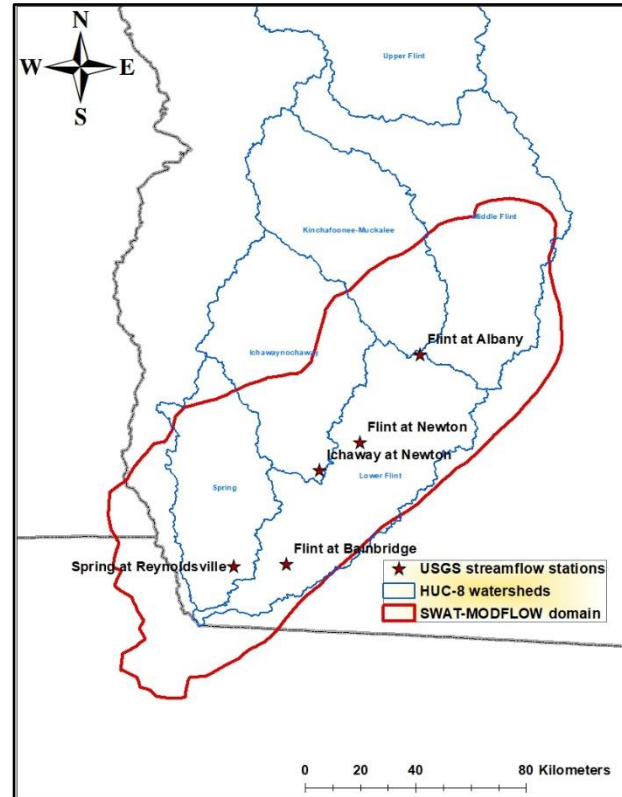 N
W E
S
Upper Flint
Kinchafoonee-Muckalee
Middle Flint
Flint at Albany
Ichawaynochaway
Flint at Newton
Ichaway at Newton
Spring
Lower Flint
Flint at Bainbridge
Spring at Reynoldsville
USGS streamflow stations
HUC-8 watersheds
SWAT-MODFLOW domain
0 20 40 80 Kilometers